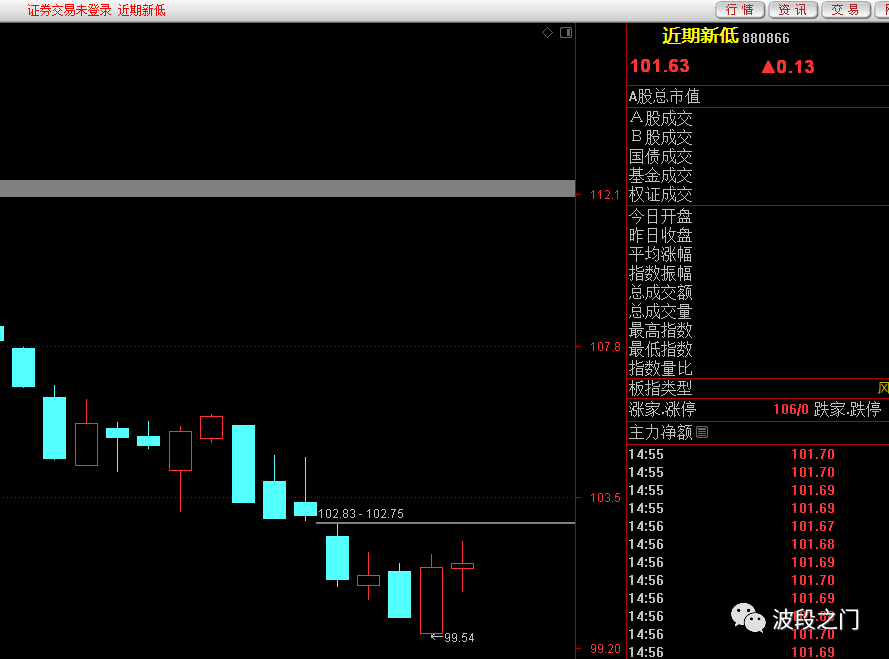 证券交易未登录 近期新低
行情 资讯 交易
近期新低 880866
101.63 ▲0.13
A股总市值
A股成交
B股成交
国债成交
基金成交
权证成交
今日开盘
昨日收盘
平均涨幅
指数振幅
总成交额
总成交量
最高指数
最低指数
指数量比
板指类型 风
涨家.涨停 106/0 跌家.跌停
主力净额
14:55 101.70
14:55 101.70
14:55 101.69
14:55 101.69
14:56 101.67
14:56 101.68
14:56 101.69
14:56 101.70
14:56 101.69
14:56
14:56 101.70
14:56 101.69
112.1
107.8
103.5
99.20
102.83 - 102.75
←99.54
波段之门